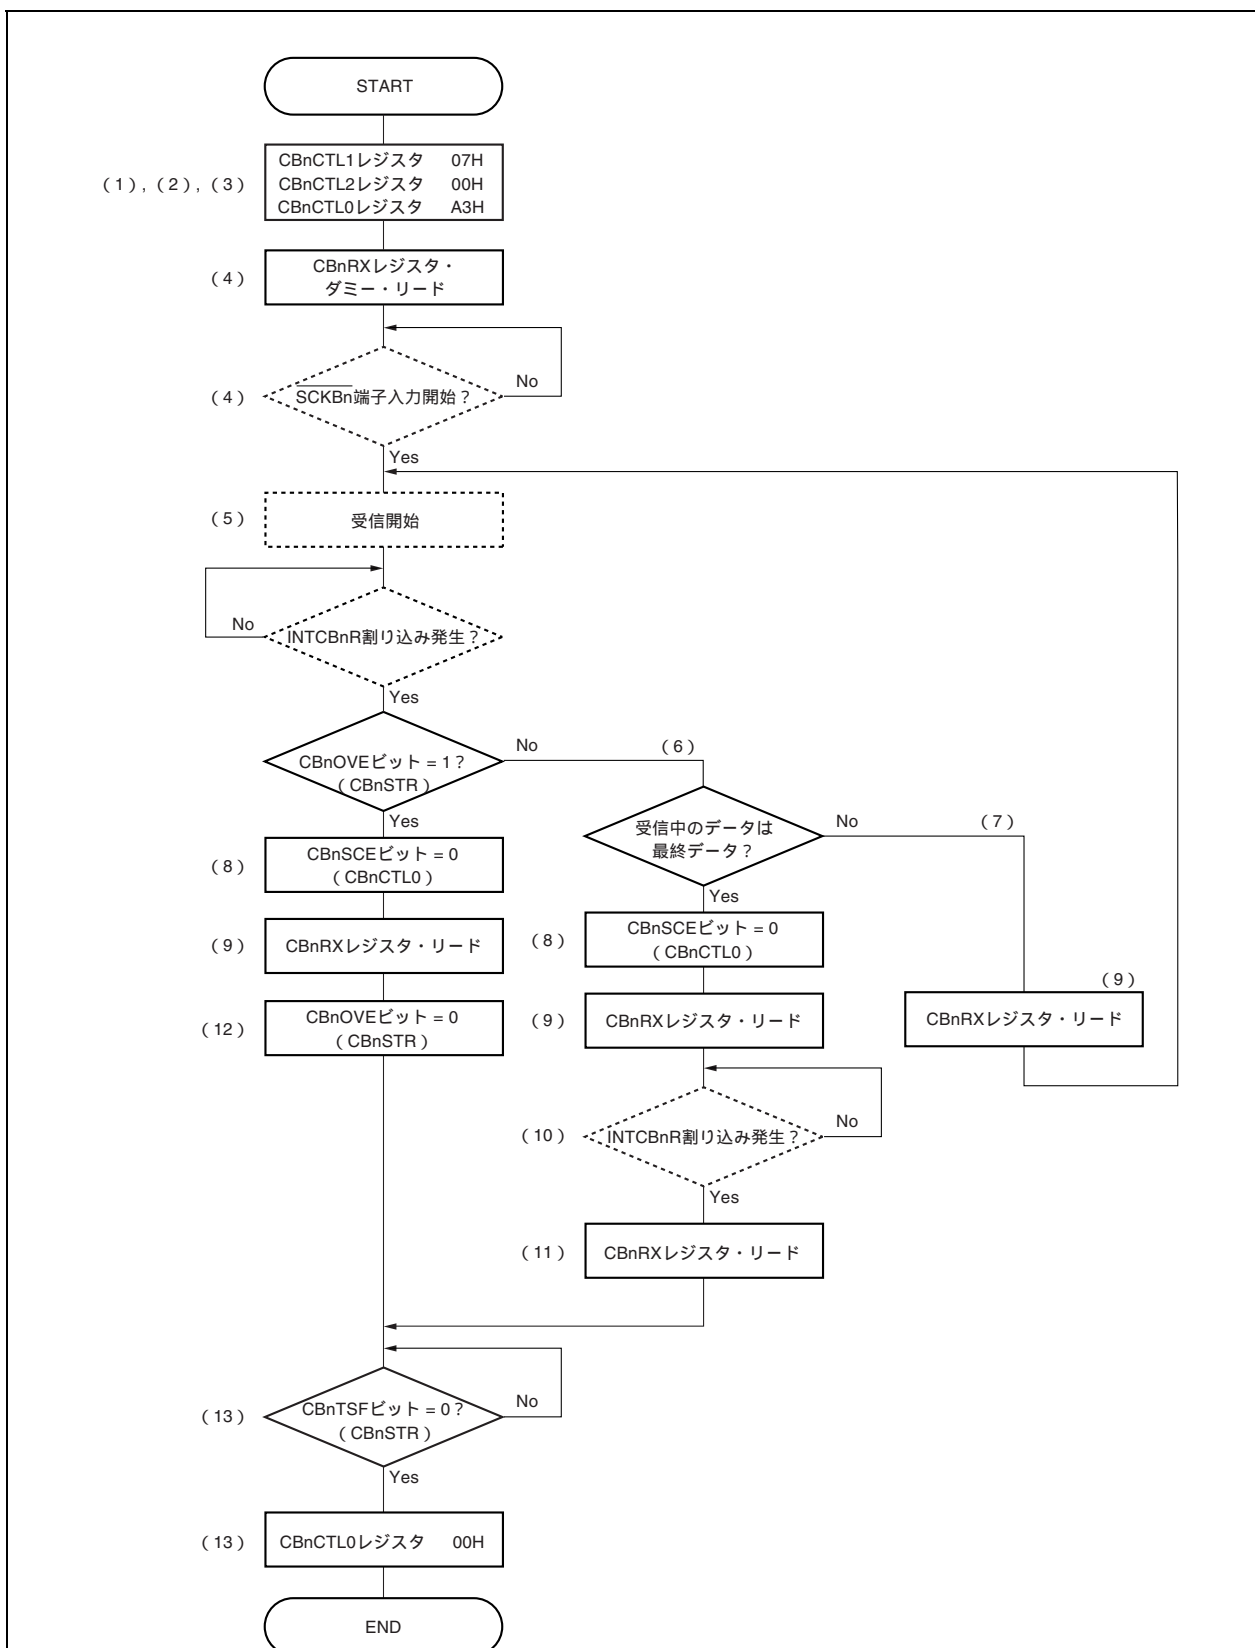 START
(1), (2), (3)
CBnCTL1レジスタ 07H
CBnCTL2レジスタ 00H
CBnCTL0レジスタ A3H
(4)
CBnRXレジスタ・
ダミー・リード
(4)
SCKBn端子入力開始?
No
Yes
(5)
受信開始
No
INTCBnR割り込み発生?
Yes
CBnOVEビット = 1?
(CBnSTR)
No
(6)
Yes
受信中のデータは
最終データ?
No
(7)
Yes
(8)
CBnSCEビット = 0
(CBnCTL0)
(8)
CBnSCEビット = 0
(CBnCTL0)
(9)
CBnRXレジスタ・リード
(9)
CBnRXレジスタ・リード
(9)
CBnRXレジスタ・リード
(12)
CBnOVEビット = 0
(CBnSTR)
(10)
INTCBnR割り込み発生?
No
Yes
(11)
CBnRXレジスタ・リード
(13)
CBnTSFビット = 0?
(CBnSTR)
No
Yes
(13)
CBnCTL0レジスタ 00H
END